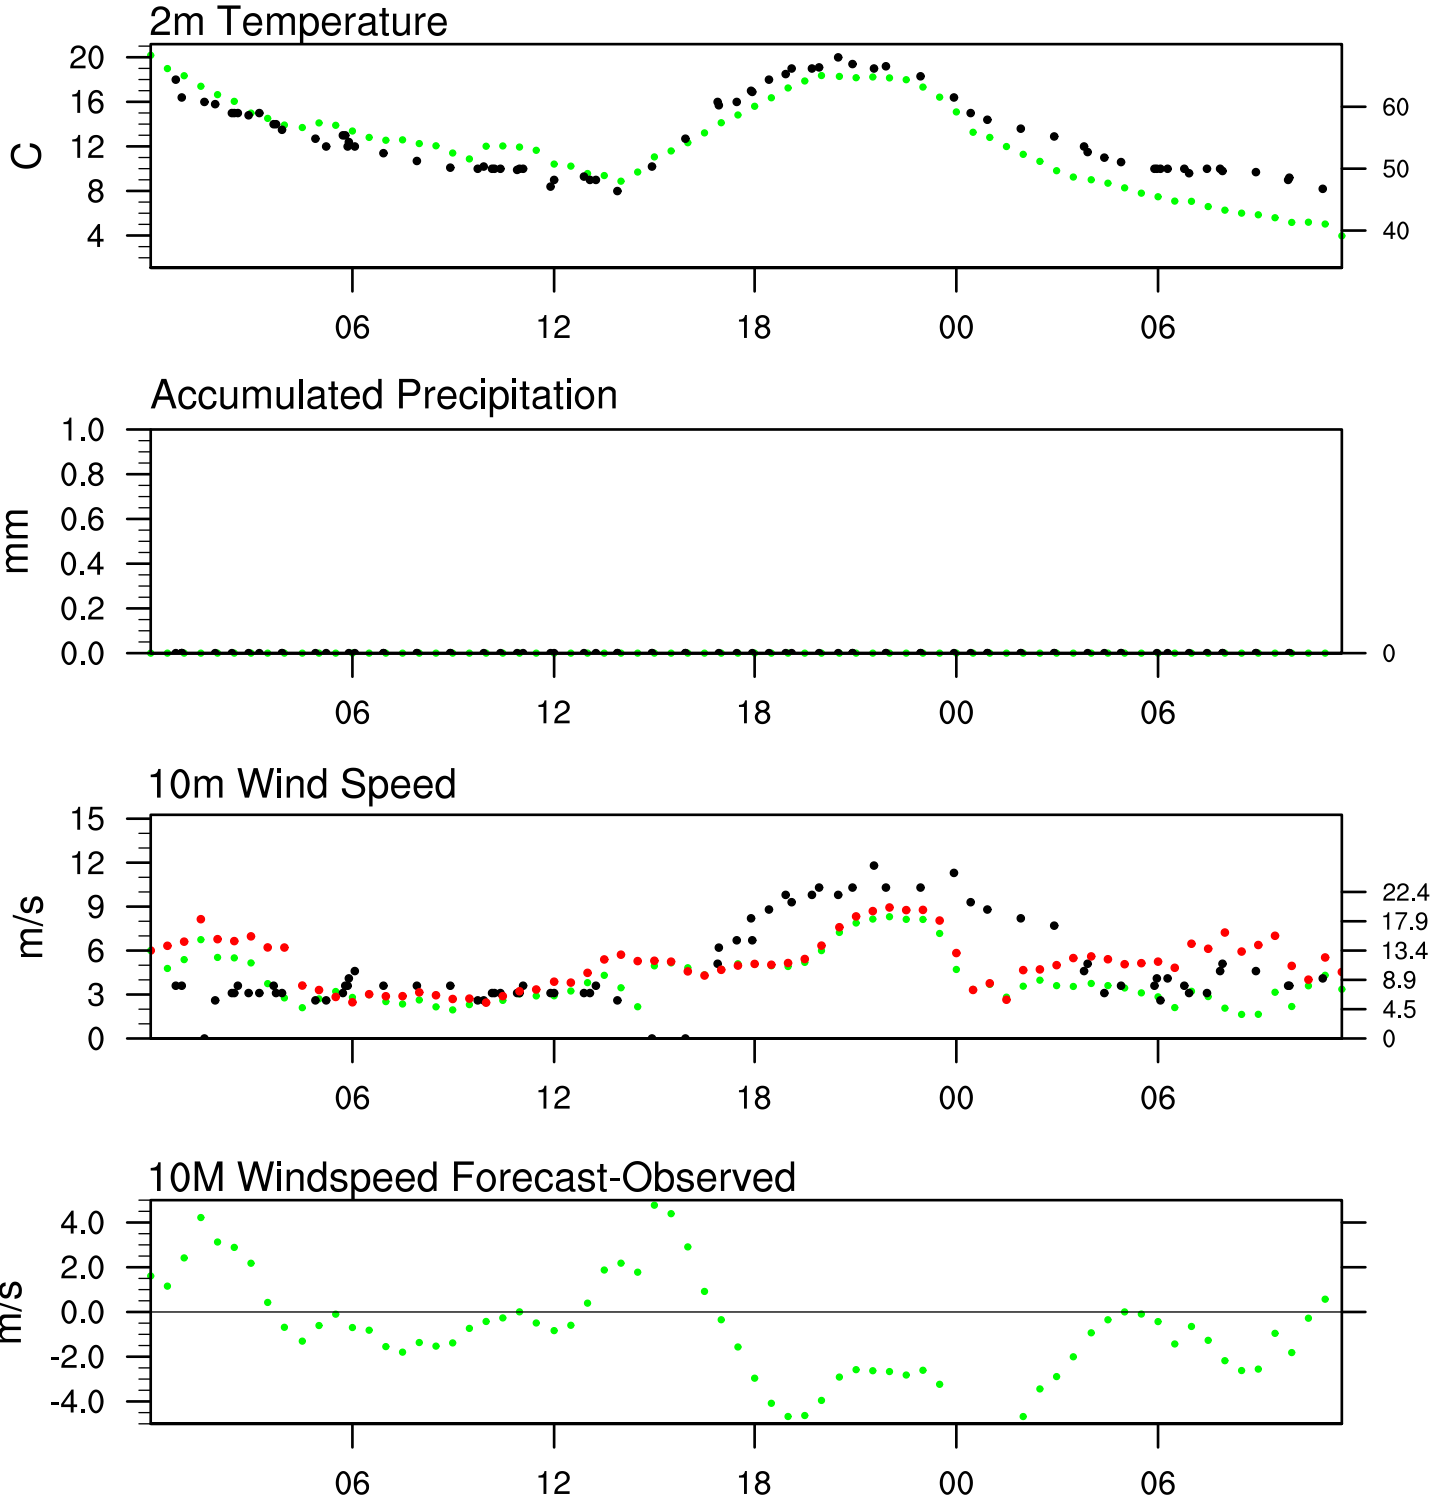 2m Temperature
20
16
12
8
4
C
60
50
40
06 12 18 00 06
Accumulated Precipitation
1.0
0.8
0.6
0.4
0.2
0.0
mm
0
06 12 18 00 06
10m Wind Speed
15
12
9
6
3
0
m/s
22.4
17.9
13.4
8.9
4.5
0
06 12 18 00 06
10M Windspeed Forecast-Observed
4.0
2.0
0.0
-2.0
-4.0
m/s
06 12 18 00 06